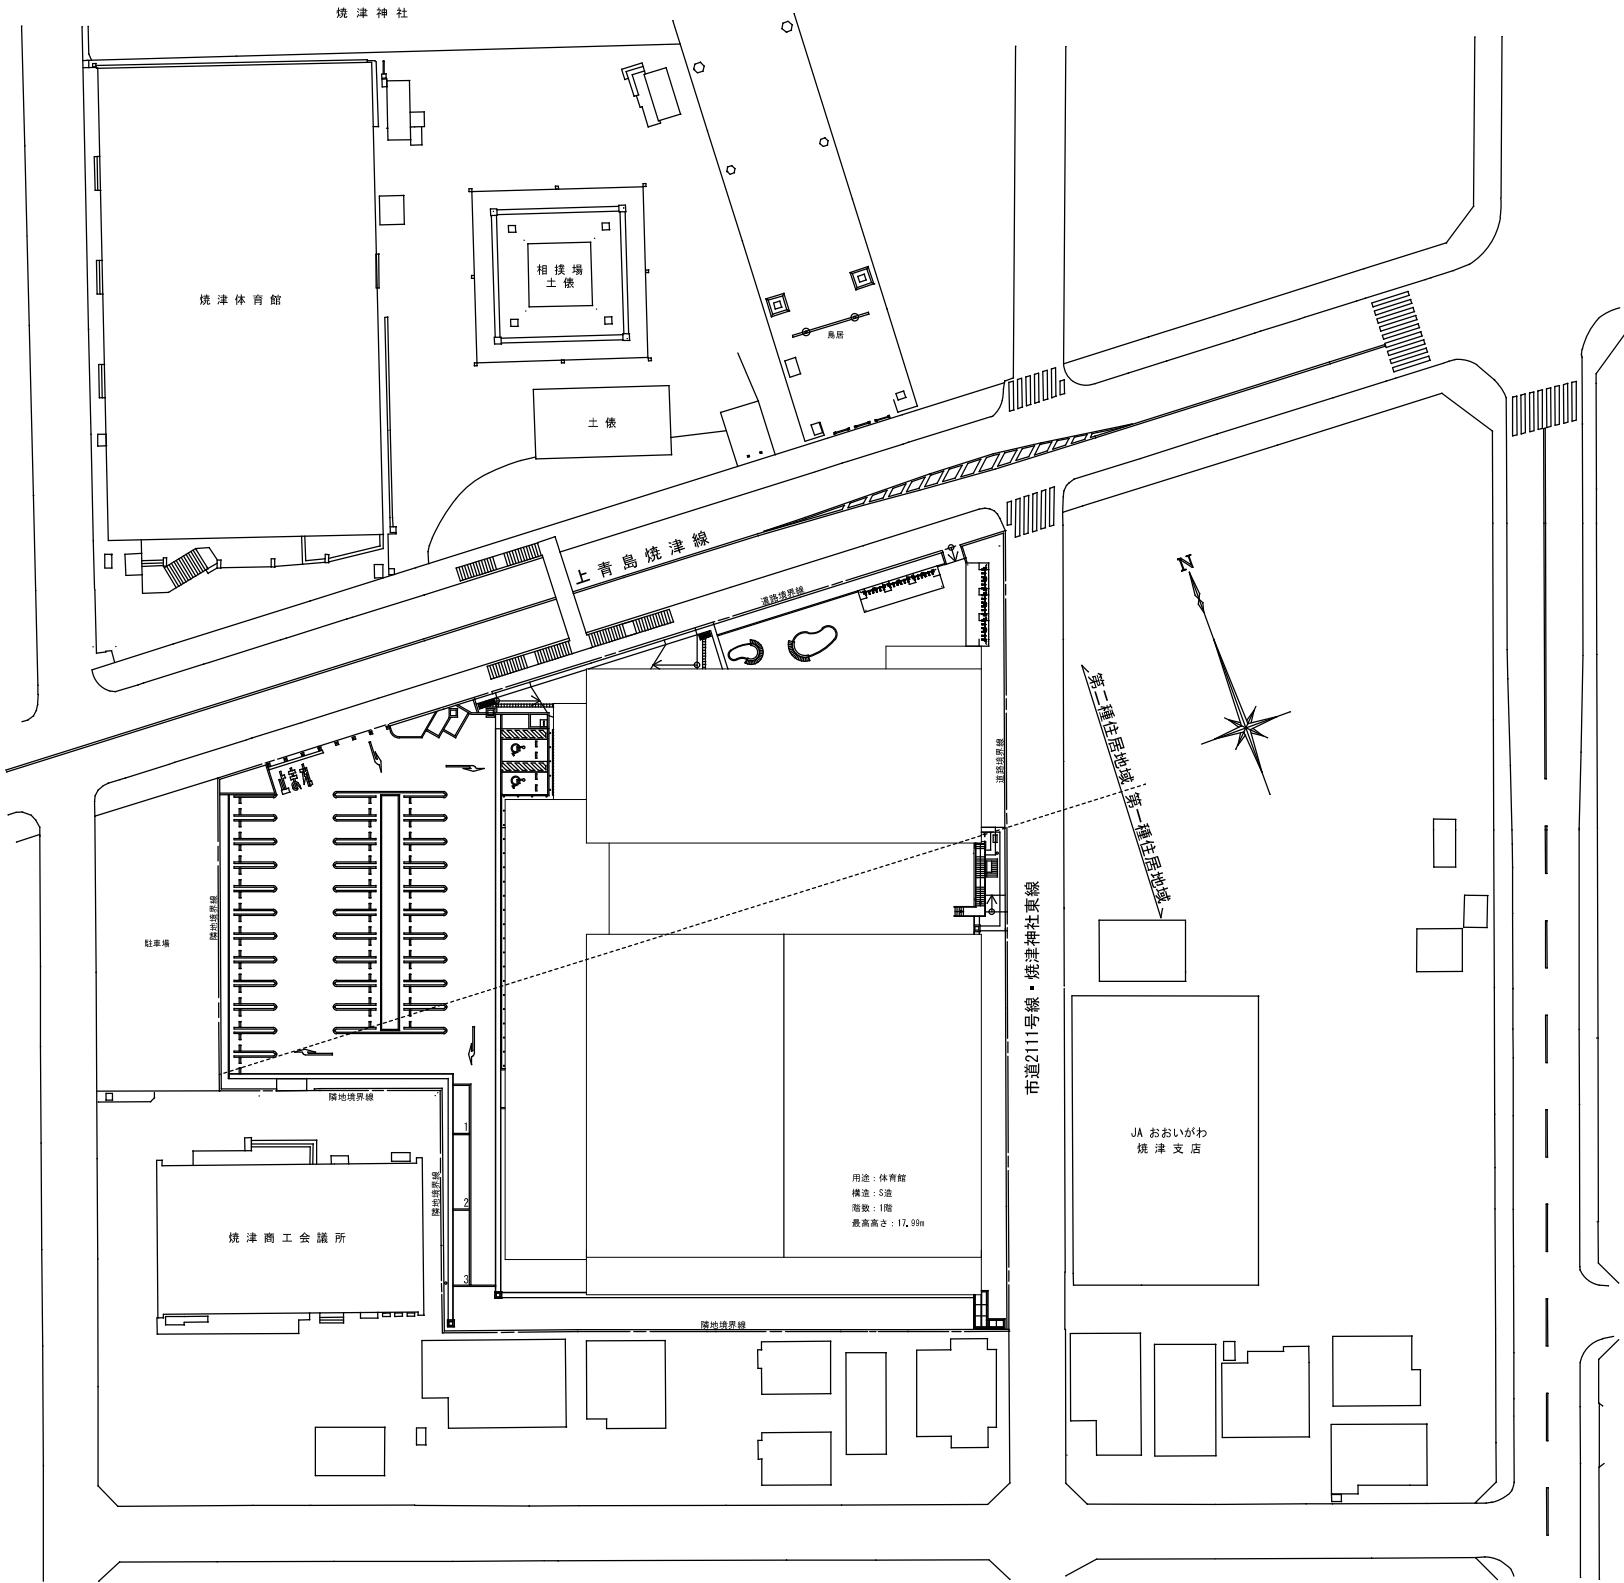 焼津神社
焼津体育館
相撲場
土俵
鳥居
土俵
上青島焼津線
道路境界線
N
第二種住居地域
第一種住居地域
道路境界線
隣地境界線
駐車場
市道2111号線・焼津神社東線
隣地境界線
1
JA おおいがわ
焼津支店
隣地境界線
2
用途：体育館
構造：S造
階数：1階
最高高さ：17.99m
焼津商工会議所
3
隣地境界線